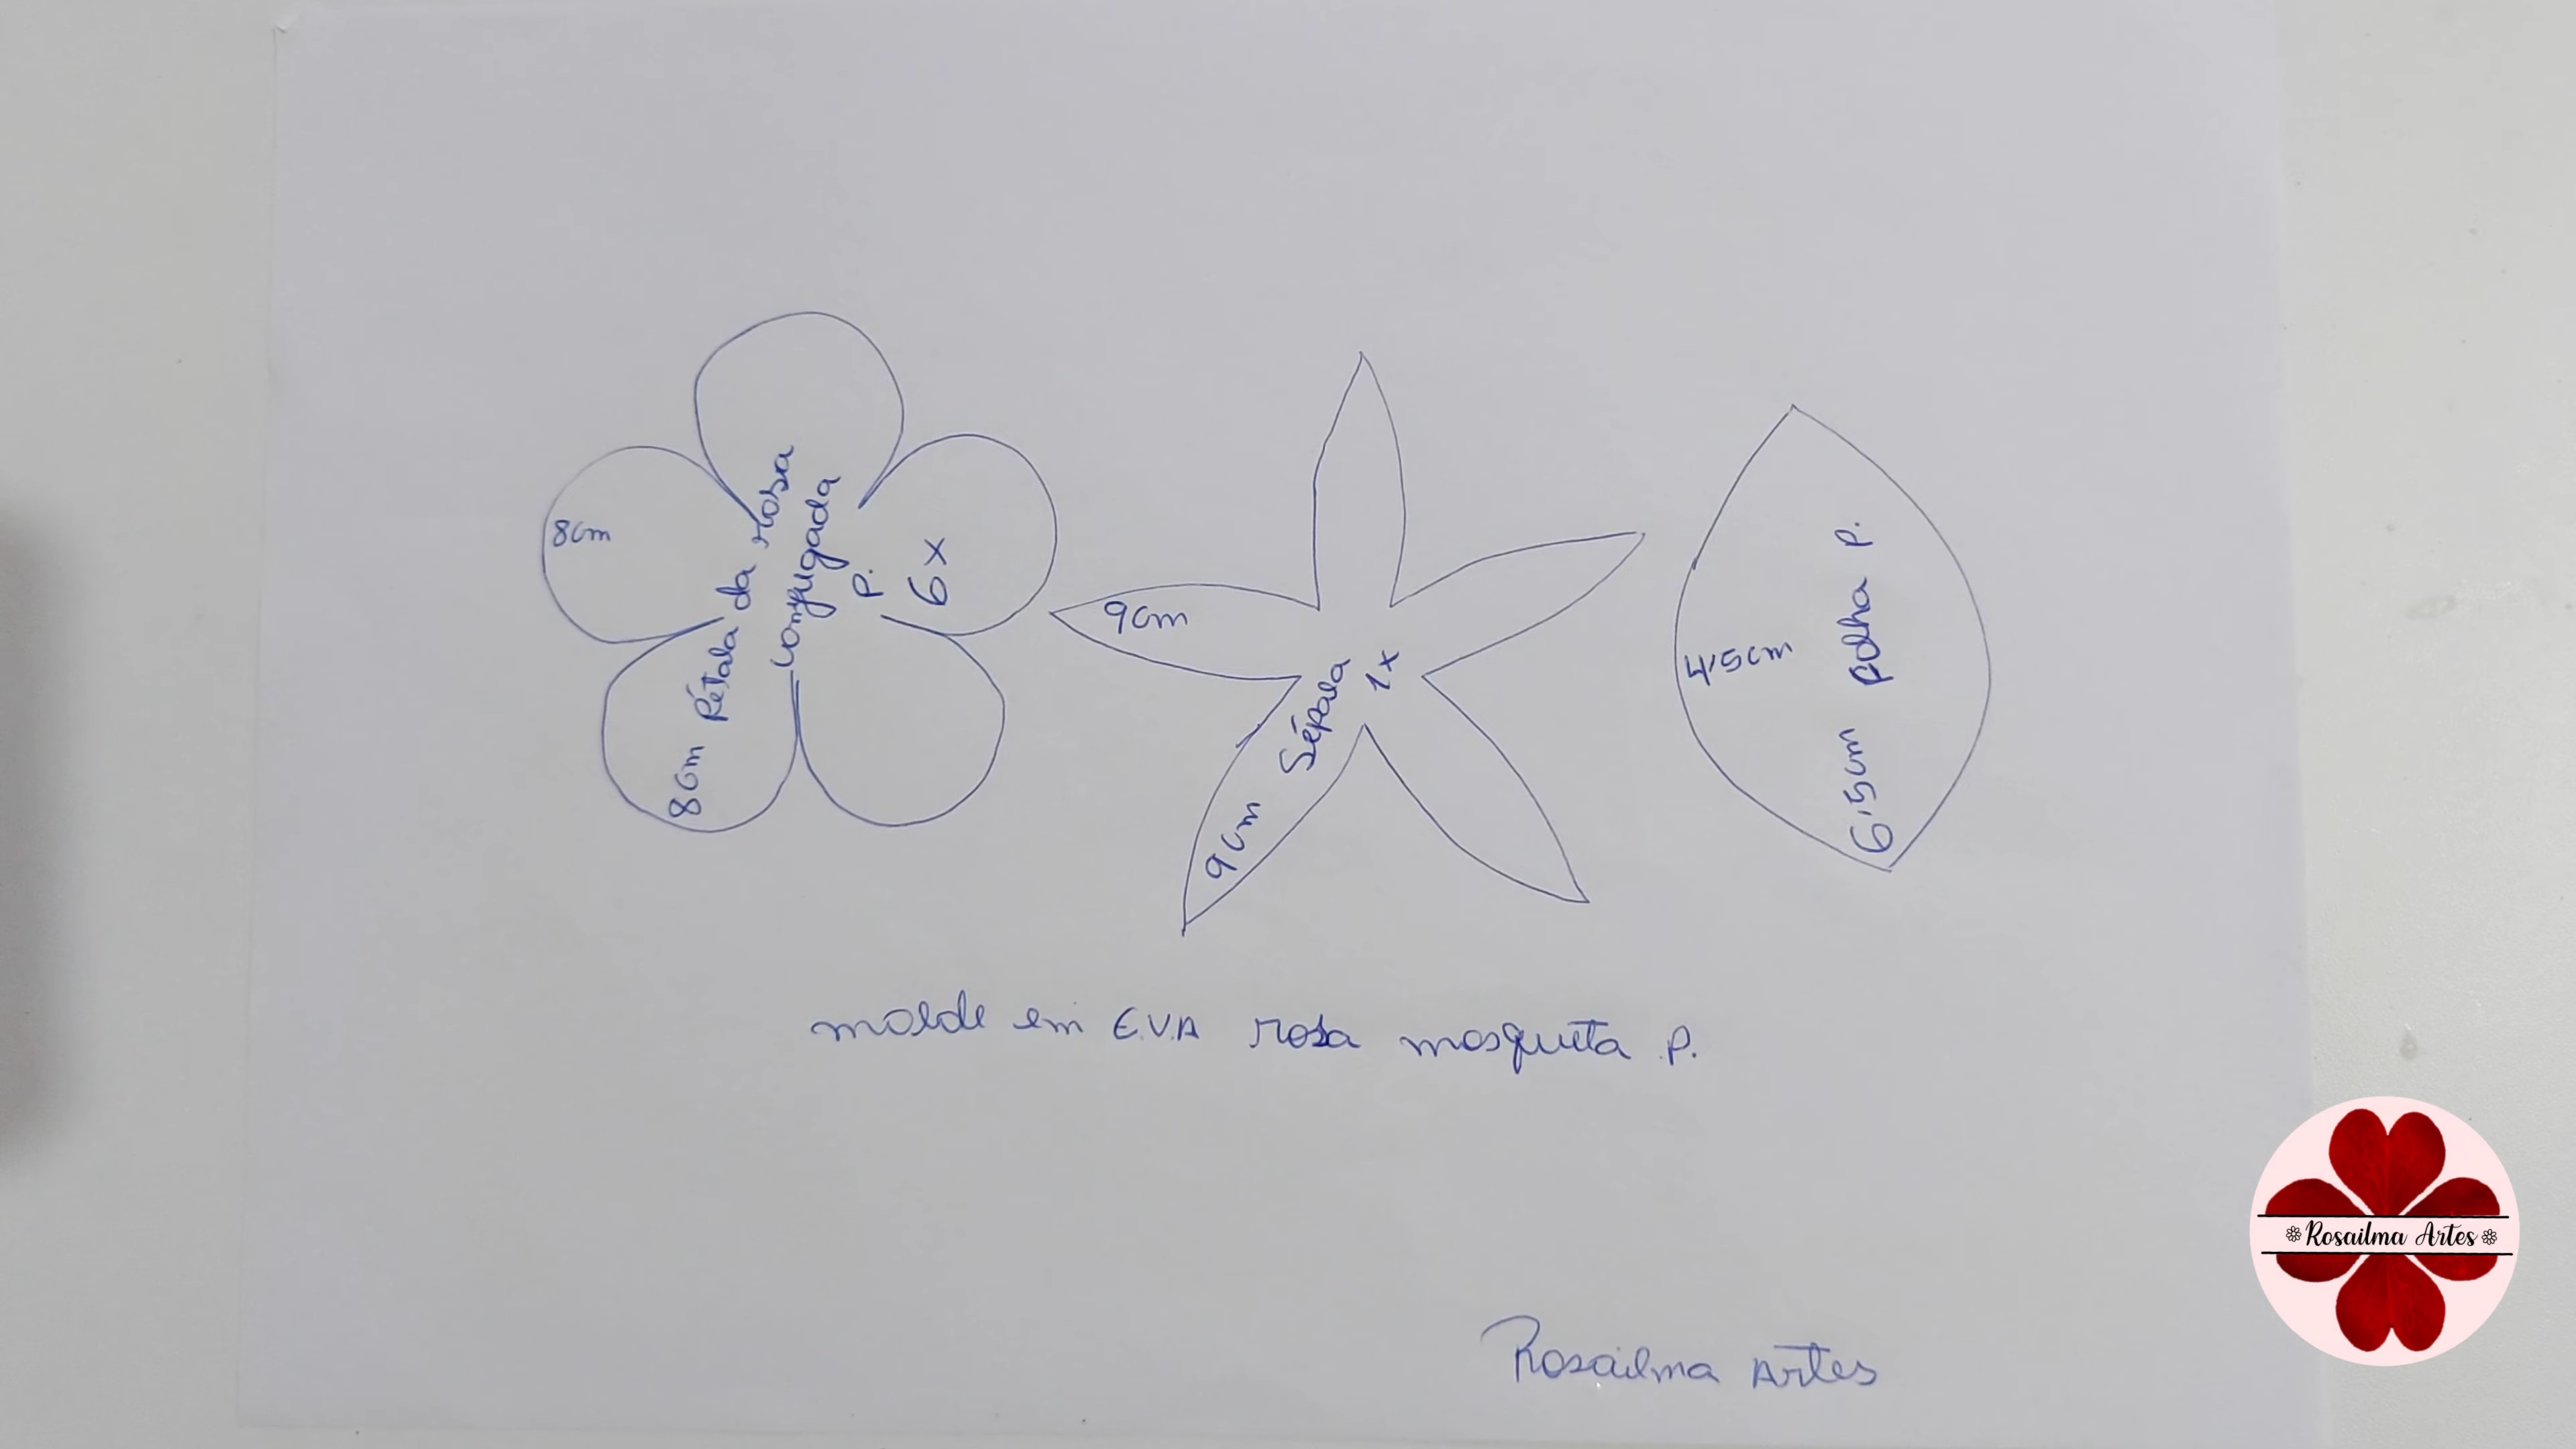 8cm
8cm Pétala da rosa
conjugada
P.
6x
9cm
9cm Sépala
1x
4,5cm
6,5cm folha P.
molde em E.V.A rosa mosqueta P.
Rosailma Artes
Rosailma Artes